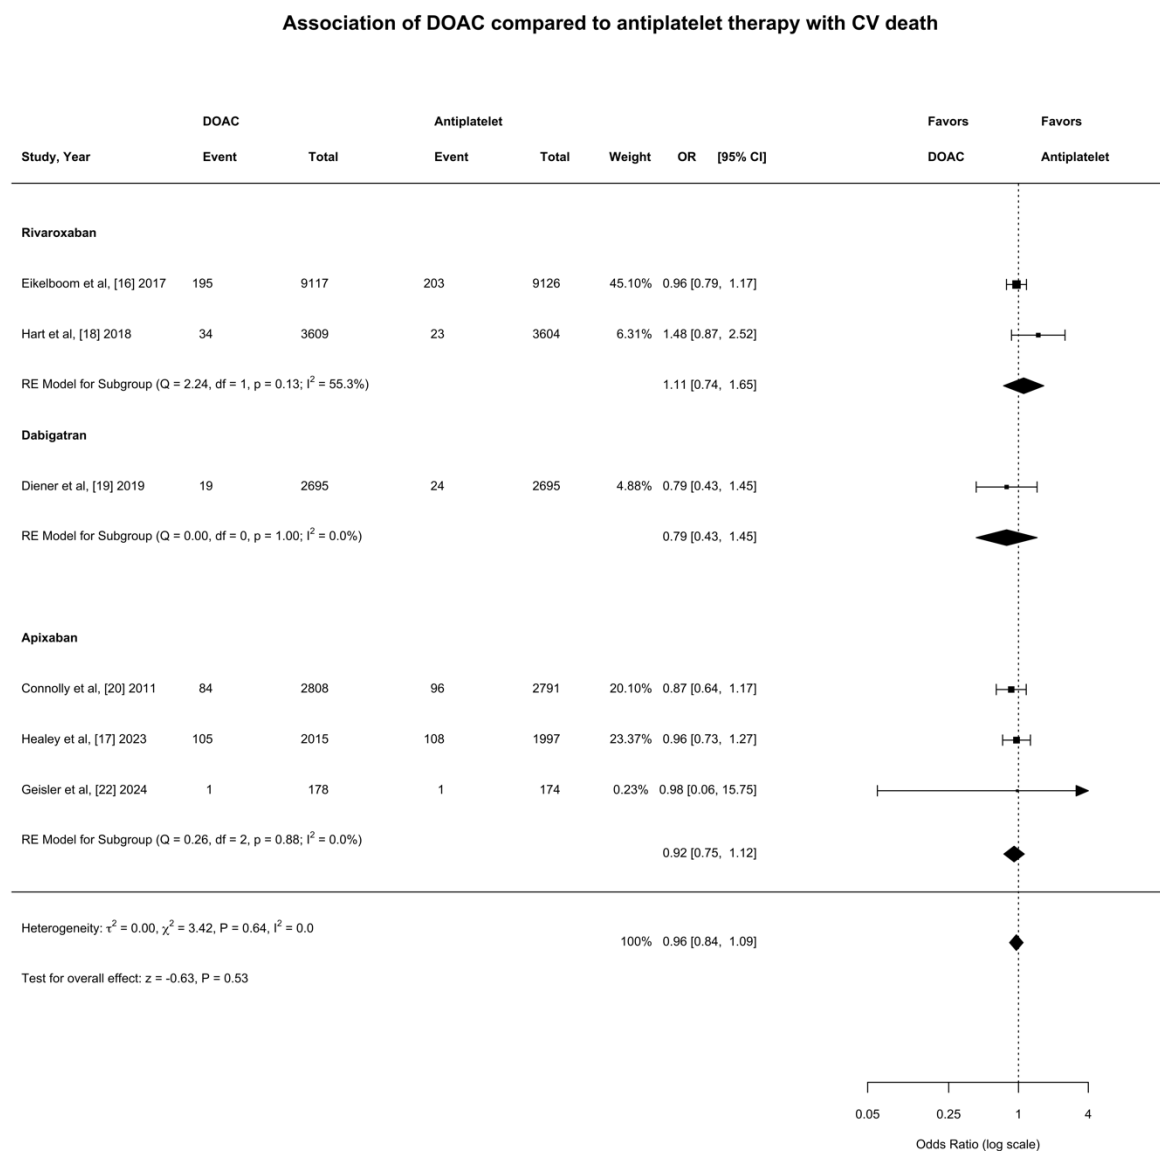 Association of DOAC compared to antiplatelet therapy with CV death
DOAC Antiplatelet Favors Favors
Study, Year Event Total Event Total Weight OR [95% CI] DOAC Antiplatelet
Rivaroxaban
Eikelboom et al, [16] 2017 195 9117 203 9126 45.10% 0.96 [0.79, 1.17]
Hart et al, [18] 2018 34 3609 23 3604 6.31% 1.48 [0.87, 2.52]
RE Model for Subgroup (Q = 2.24, df = 1, p = 0.13; I² = 55.3%) 1.11 [0.74, 1.65]
Dabigatran
Diener et al, [19] 2019 19 2695 24 2695 4.88% 0.79 [0.43, 1.45]
RE Model for Subgroup (Q = 0.00, df = 0, p = 1.00; I² = 0.0%) 0.79 [0.43, 1.45]
Apixaban
Connolly et al, [20] 2011 84 2808 96 2791 20.10% 0.87 [0.64, 1.17]
Healey et al, [17] 2023 105 2015 108 1997 23.37% 0.96 [0.73, 1.27]
Geisler et al, [22] 2024 1 178 1 174 0.23% 0.98 [0.06, 15.75]
RE Model for Subgroup (Q = 0.26, df = 2, p = 0.88; I² = 0.0%)
0.92 [0.75, 1.12]
Heterogeneity: τ² = 0.00, χ² = 3.42, P = 0.64, I² = 0.0
100% 0.96 [0.84, 1.09]
Test for overall effect: z = -0.63, P = 0.53
0.05 0.25 1 4
Odds Ratio (log scale)